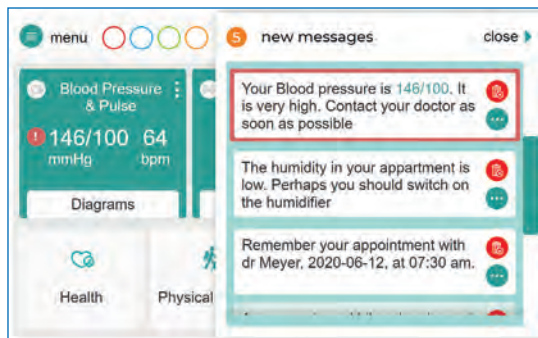 menu
5 new messages close
Blood Pressure
& Pulse
146/100 64
mmHg bpm
Diagrams
Health Physical
Your Blood pressure is 146/100. It
is very high. Contact your doctor as
soon as possible
The humidity in your appartment is
low. Perhaps you should switch on
the humidifier
Remember your appointment with
dr Meyer, 2020-06-12, at 07:30 am.